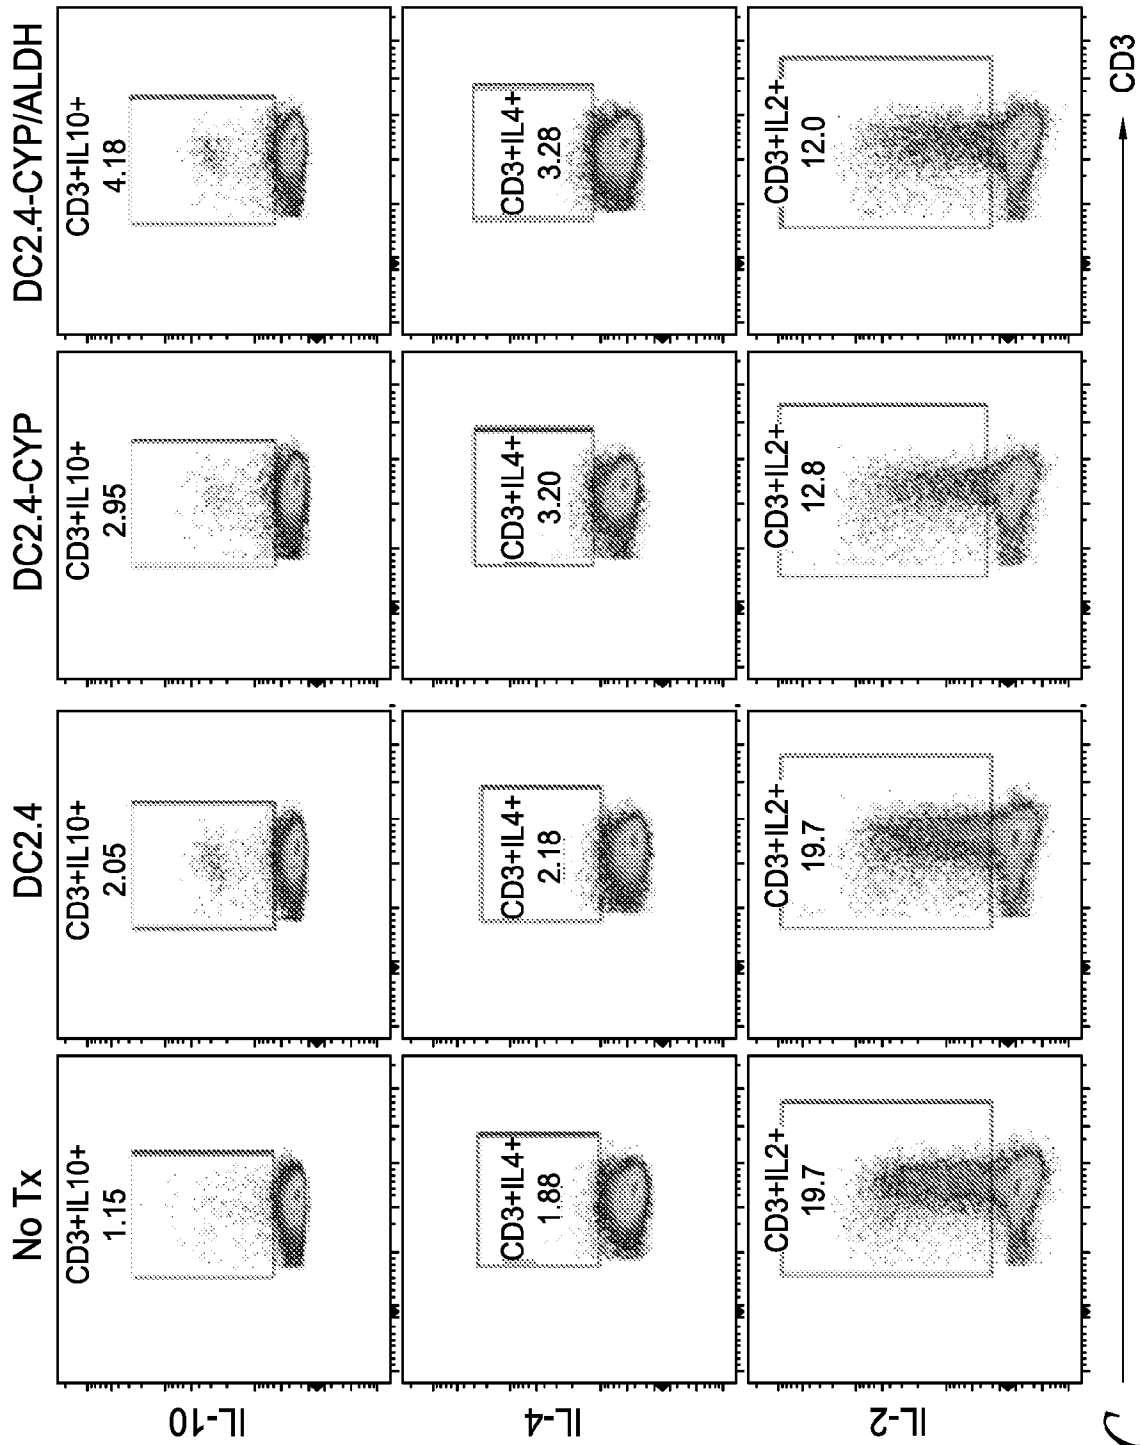 No Tx
DC2.4
DC2.4-CYP
DC2.4-CYP/ALDH
IL-10
CD3+IL10+
1.15
CD3+IL10+
2.05
CD3+IL10+
2.95
CD3+IL10+
4.18
IL-4
CD3+IL4+
1.88
CD3+IL4+
2.18
CD3+IL4+
3.20
CD3+IL4+
3.28
IL-2
CD3+IL2+
19.7
CD3+IL2+
19.7
CD3+IL2+
12.8
CD3+IL2+
12.0
CD3